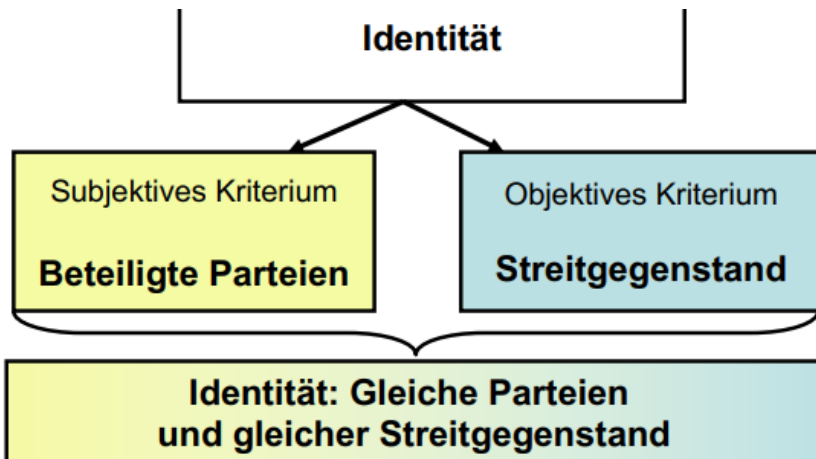 Identität
Subjektives Kriterium
Beteiligte Parteien
Objektives Kriterium
Streitgegenstand
Identität: Gleiche Parteien
und gleicher Streitgegenstand